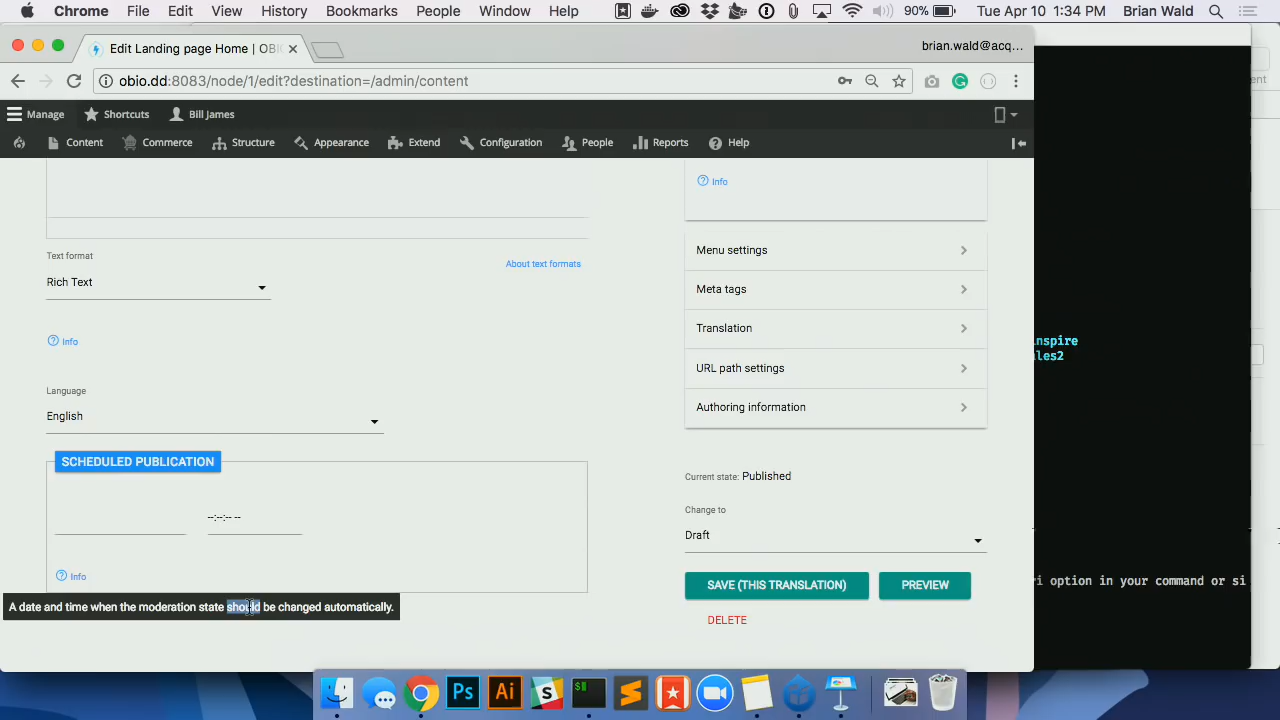 Chrome File Edit View History Bookmarks People Window Help 90% Tue Apr 10 1:34 PM Brian Wald
Edit Landing page Home | OBI
brian.wald@acq...
obio.dd:8083/node/1/edit?destination=/admin/content
ent
Manage Shortcuts Bill James
Content Commerce Structure Appearance Extend Configuration People Reports Help
Info
Text format
Rich Text
About text formats
Info
Language
English
SCHEDULED PUBLICATION
--:--:-- --
Info
A date and time when the moderation state should be changed automatically.
Menu settings
Meta tags
Translation
URL path settings
Authoring information
Current state: Published
Change to
Draft
SAVE (THIS TRANSLATION) PREVIEW
DELETE
nspire
les2
ri option in your command or si
Ps Ai S $